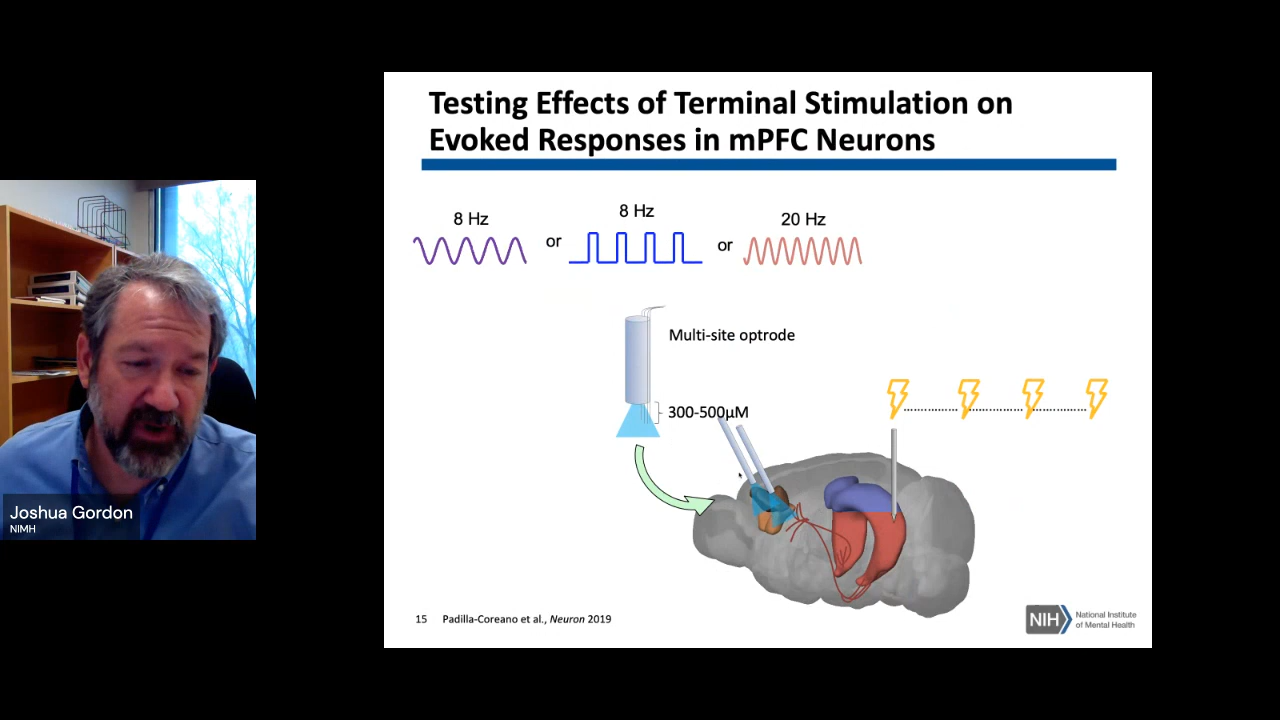 Testing Effects of Terminal Stimulation on
Evoked Responses in mPFC Neurons
8 Hz
or
8 Hz
or
20 Hz
Multi-site optrode
300-500µM
15 Padilla-Coreano et al., Neuron 2019
NIH
National Institute
of Mental Health
Joshua Gordon
NIMH